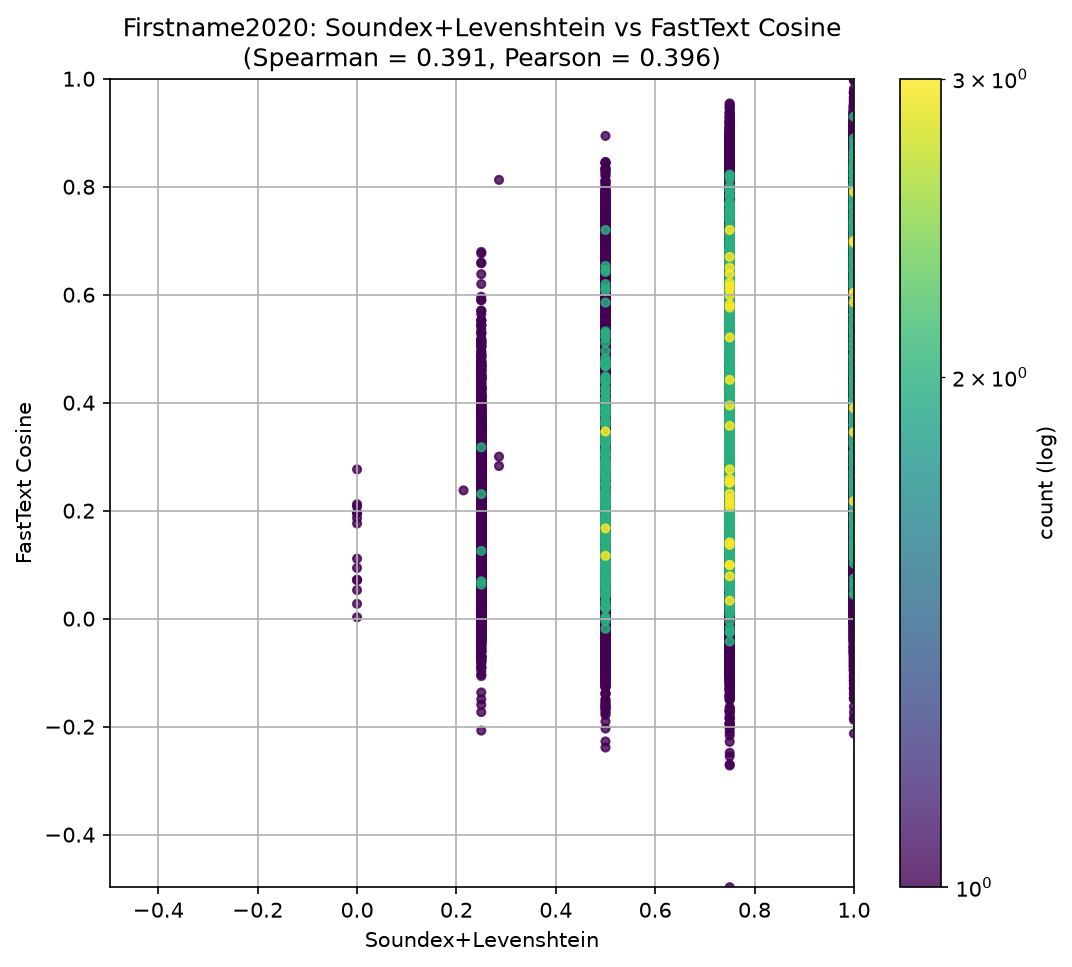 Firstname2020: Soundex+Levenshtein vs FastText Cosine
(Spearman = 0.391, Pearson = 0.396)
1.0
0.8
0.6
0.4
0.2
0.0
−0.2
−0.4
FastText Cosine
−0.4 −0.2 0.0 0.2 0.4 0.6 0.8 1.0
Soundex+Levenshtein
3 × 10⁰
2 × 10⁰
10⁰
count (log)